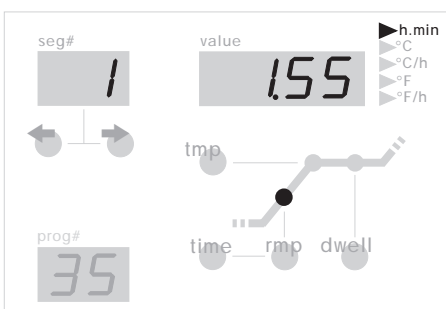 seg#
1
value
1.55
h.min
°C
°C/h
°F
°F/h
tmp
time
rmp
dwell
prog#
35